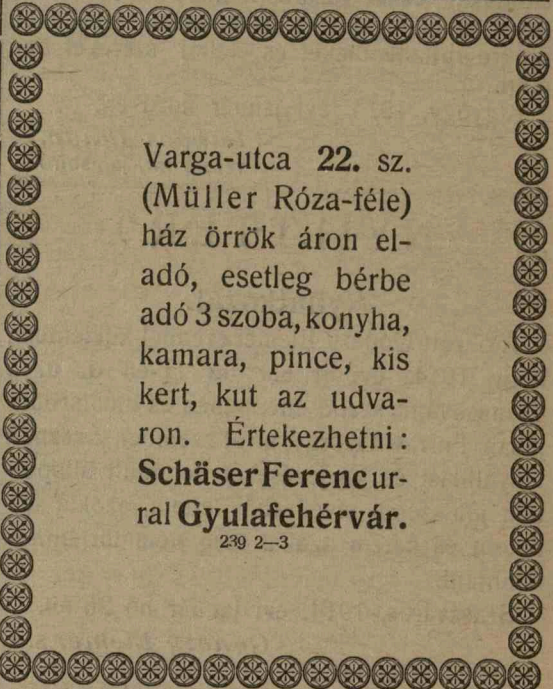 Varga-utca 22. sz.
(Müller Róza-féle)
ház örrök áron el-
adó, esetleg bérbe
adó 3 szoba, konyha,
kamara, pince, kis
kert, kut az udva-
ron. Értekezhetni:
Schäser Ferenc ur-
ral Gyulafehérvár.
239 2—3